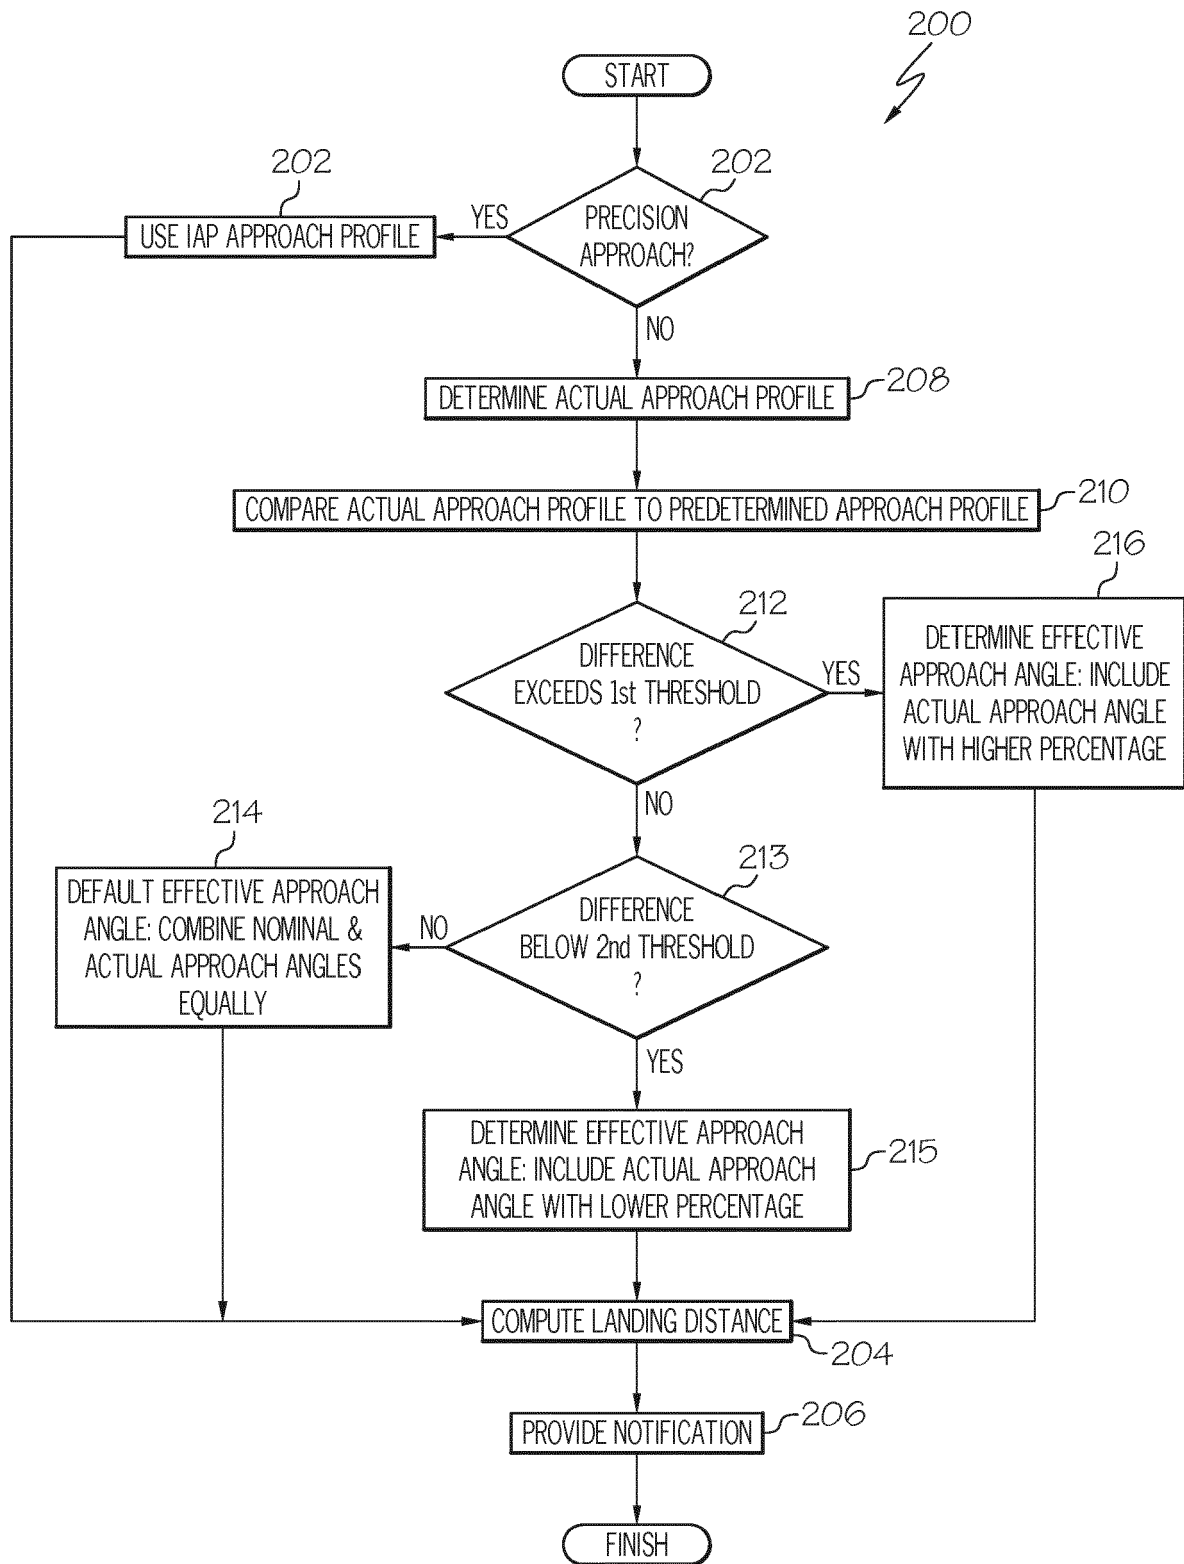 200
START
202
202
USE IAP APPROACH PROFILE
YES
PRECISION
APPROACH?
NO
DETERMINE ACTUAL APPROACH PROFILE
208
COMPARE ACTUAL APPROACH PROFILE TO PREDETERMINED APPROACH PROFILE
210
216
212
DIFFERENCE
EXCEEDS 1st THRESHOLD
?
YES
DETERMINE EFFECTIVE
APPROACH ANGLE: INCLUDE
ACTUAL APPROACH ANGLE
WITH HIGHER PERCENTAGE
NO
214
213
DEFAULT EFFECTIVE APPROACH
ANGLE: COMBINE NOMINAL &
ACTUAL APPROACH ANGLES
EQUALLY
NO
DIFFERENCE
BELOW 2nd THRESHOLD
?
YES
DETERMINE EFFECTIVE APPROACH
ANGLE: INCLUDE ACTUAL APPROACH
ANGLE WITH LOWER PERCENTAGE
215
COMPUTE LANDING DISTANCE
204
PROVIDE NOTIFICATION
206
FINISH